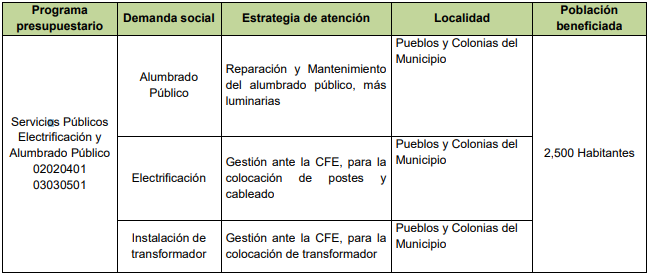 Programa presupuestario
Demanda social
Estrategia de atención
Localidad
Población beneficiada
Servicios Públicos
Electrificación y
Alumbrado Público
02020401
03030501
Alumbrado
Público
Reparación y Mantenimiento
del alumbrado público, más
luminarias
Pueblos y Colonias del
Municipio
2,500 Habitantes
Electrificación
Gestión ante la CFE, para la
colocación de postes y
cableado
Pueblos y Colonias del
Municipio
Instalación de
transformador
Gestión ante la CFE, para la
colocación de transformador
Pueblos y Colonias del
Municipio